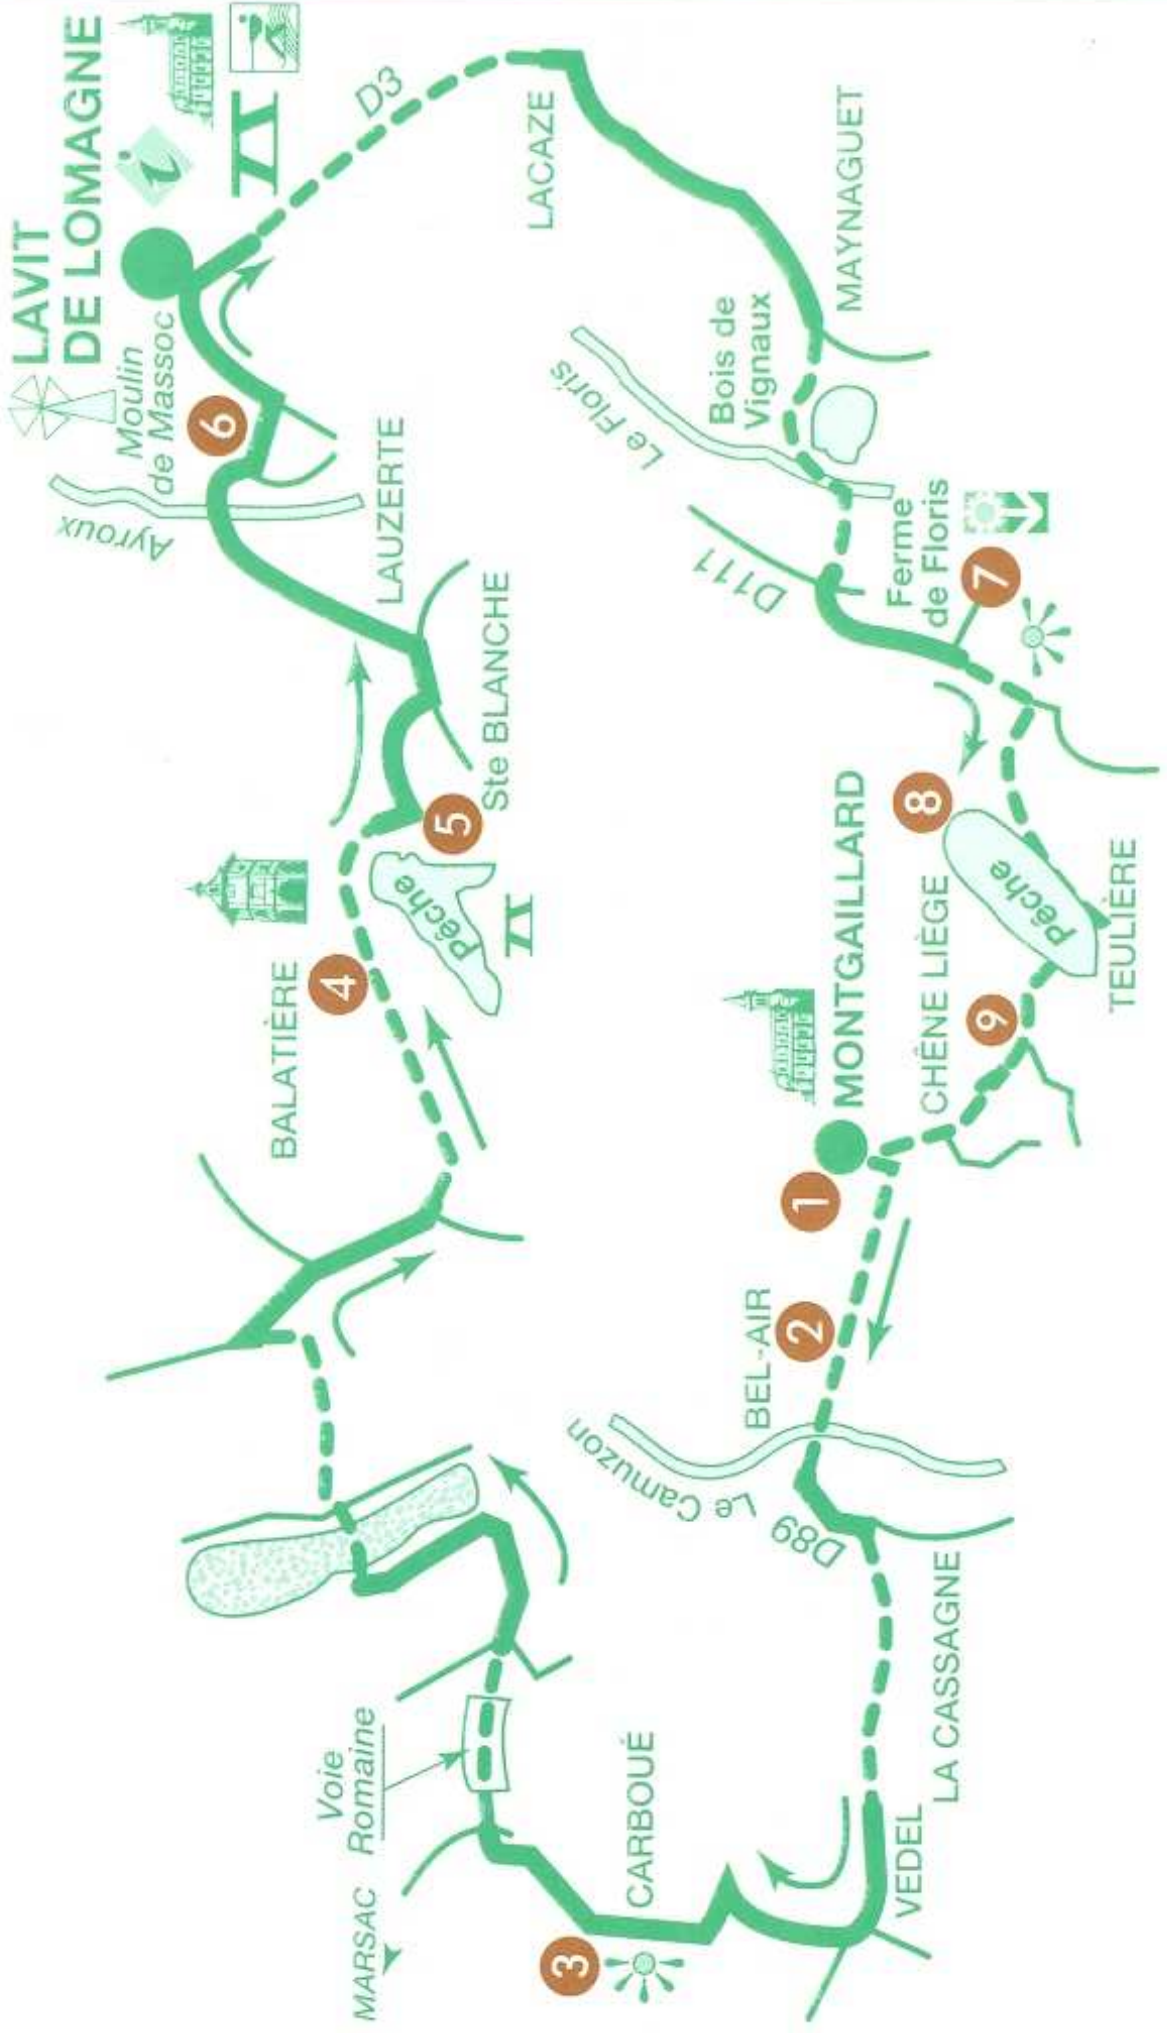 LAVIT
DE LOMAGNE
i
Moulin
de Massoc
6
Ayroux
D3
LACAZE
MAYNAGUET
Le Floris
Bois de
Vignaux
LAUZERTE
Ste BLANCHE
5
Pêche
BALATIÈRE
4
D111
Ferme
de Floris
7
8
Pêche
TEULIÈRE
CHÊNE LIÈGE
9
MONTGAILLARD
1
BEL-AIR
2
Le Camuzon
D89
LA CASSAGNE
VEDEL
CARBOUÉ
3
Voie
Romaine
MARSAC